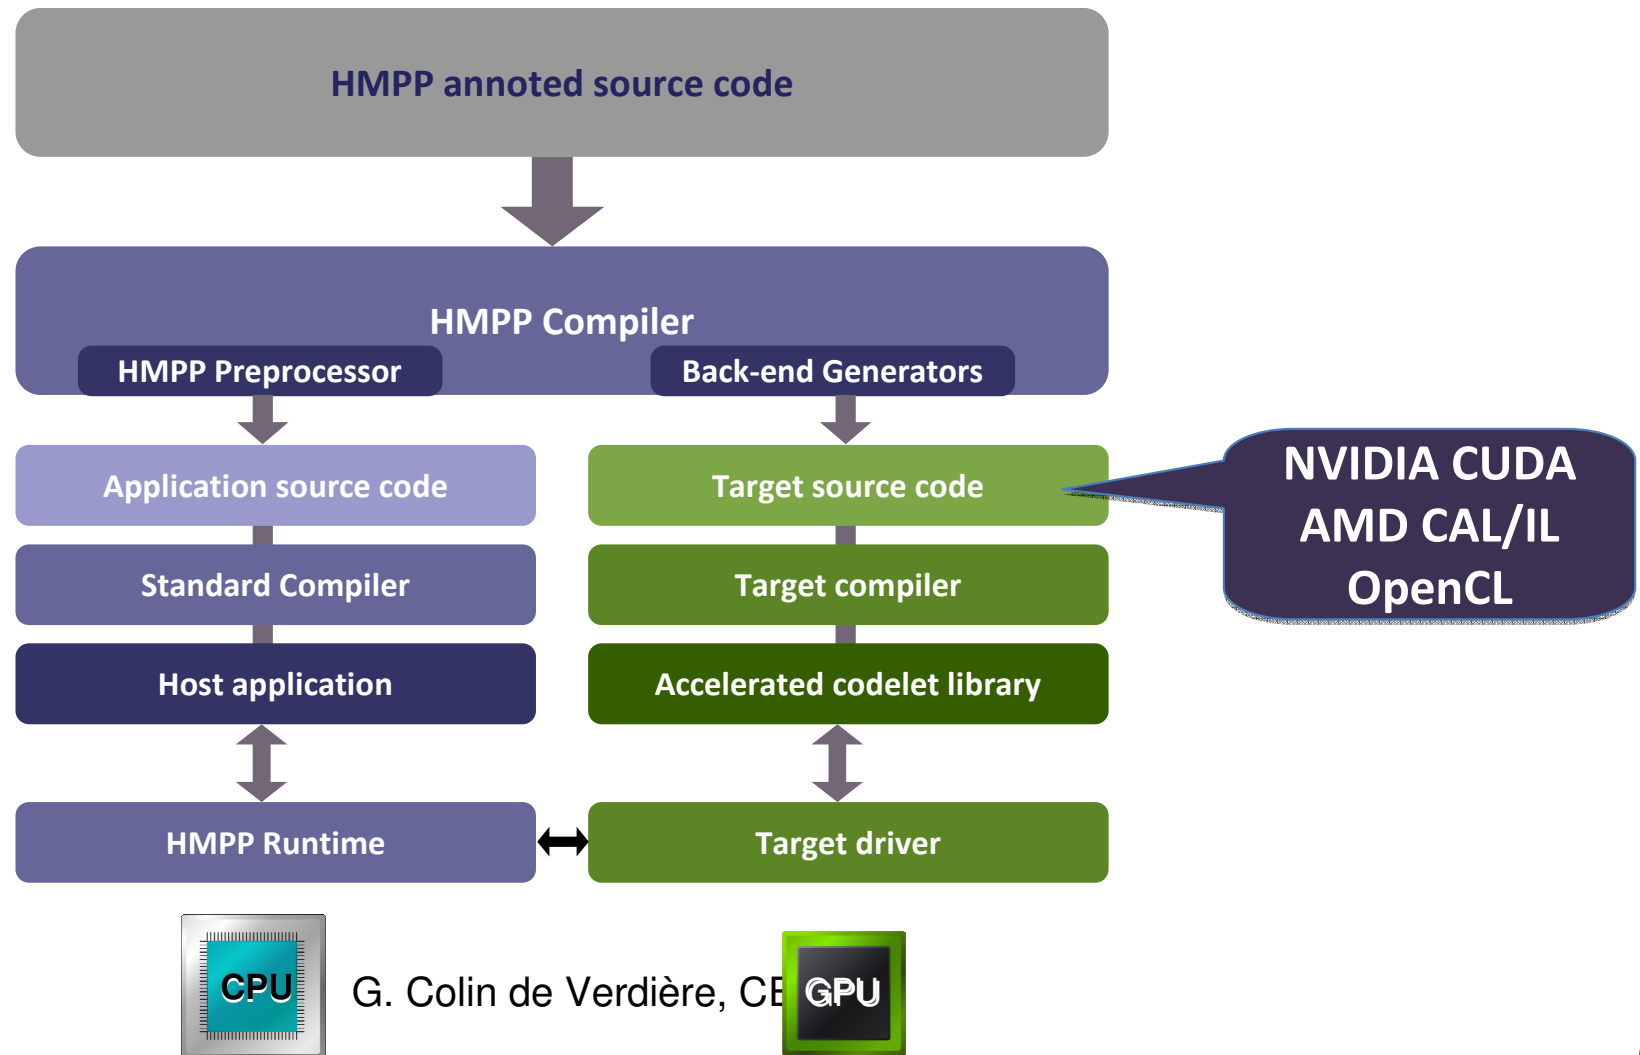 HMPP annoted source code
HMPP Compiler
HMPP Preprocessor
Back-end Generators
Application source code
Target source code
NVIDIA CUDA
AMD CAL/IL
OpenCL
Standard Compiler
Target compiler
Host application
Accelerated codelet library
HMPP Runtime
Target driver
CPU
G. Colin de Verdière,
GPU